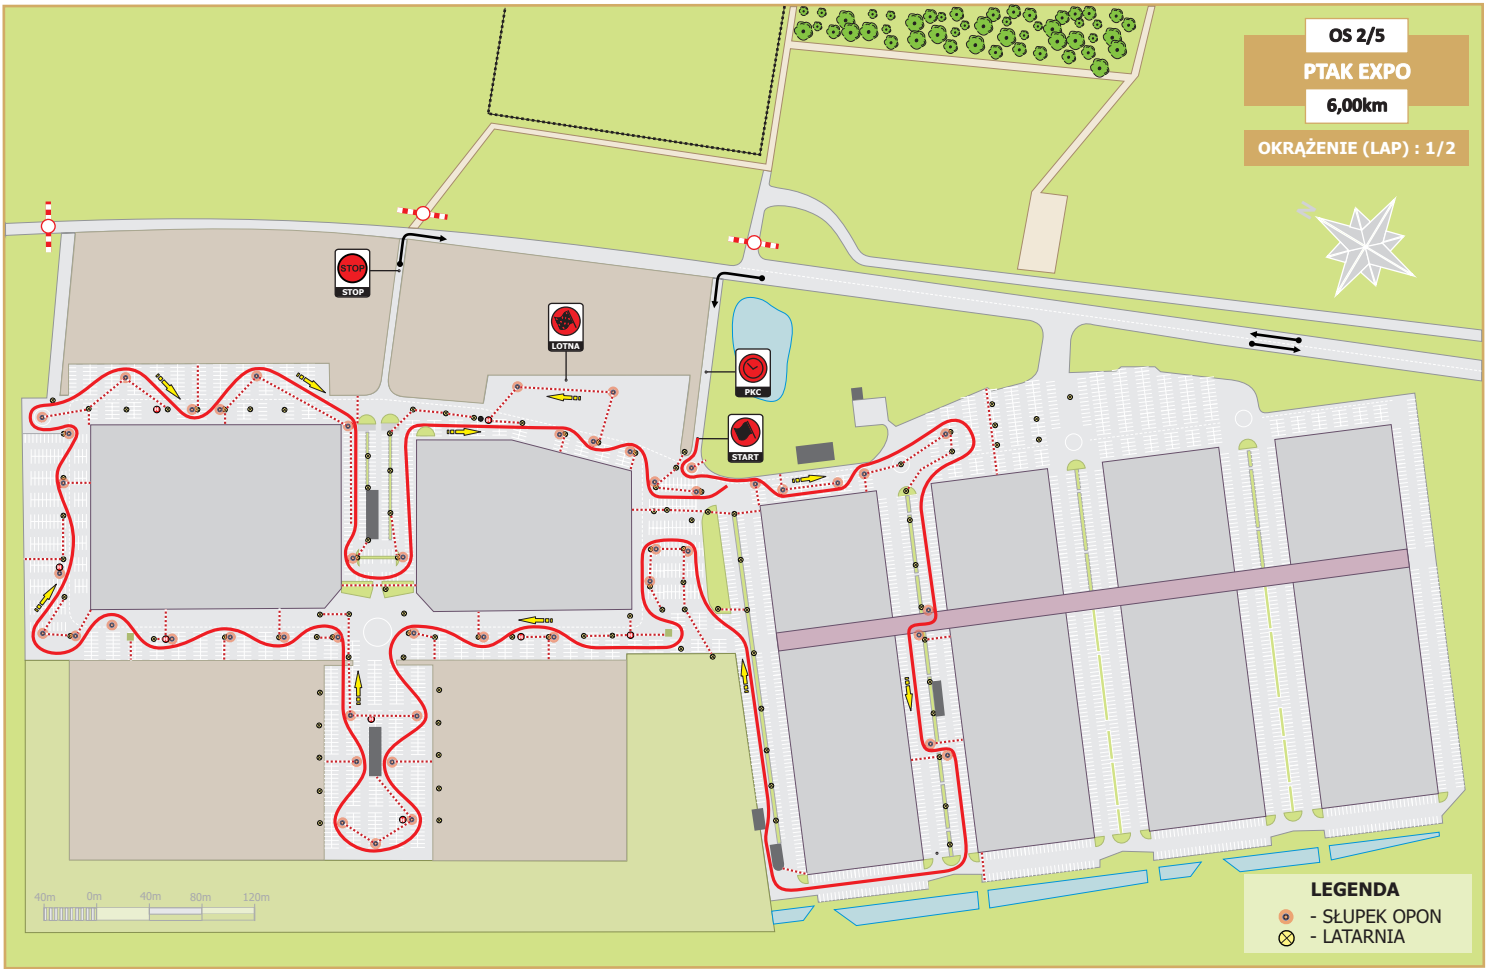 OS 2/5
PTAK EXPO
6,00km
OKRĄŻENIE (LAP) : 1/2
N
STOP
STOP
LOTNA
PKC
START
40m 0m 40m 80m 120m
LEGENDA
- SŁUPEK OPON
- LATARNIA